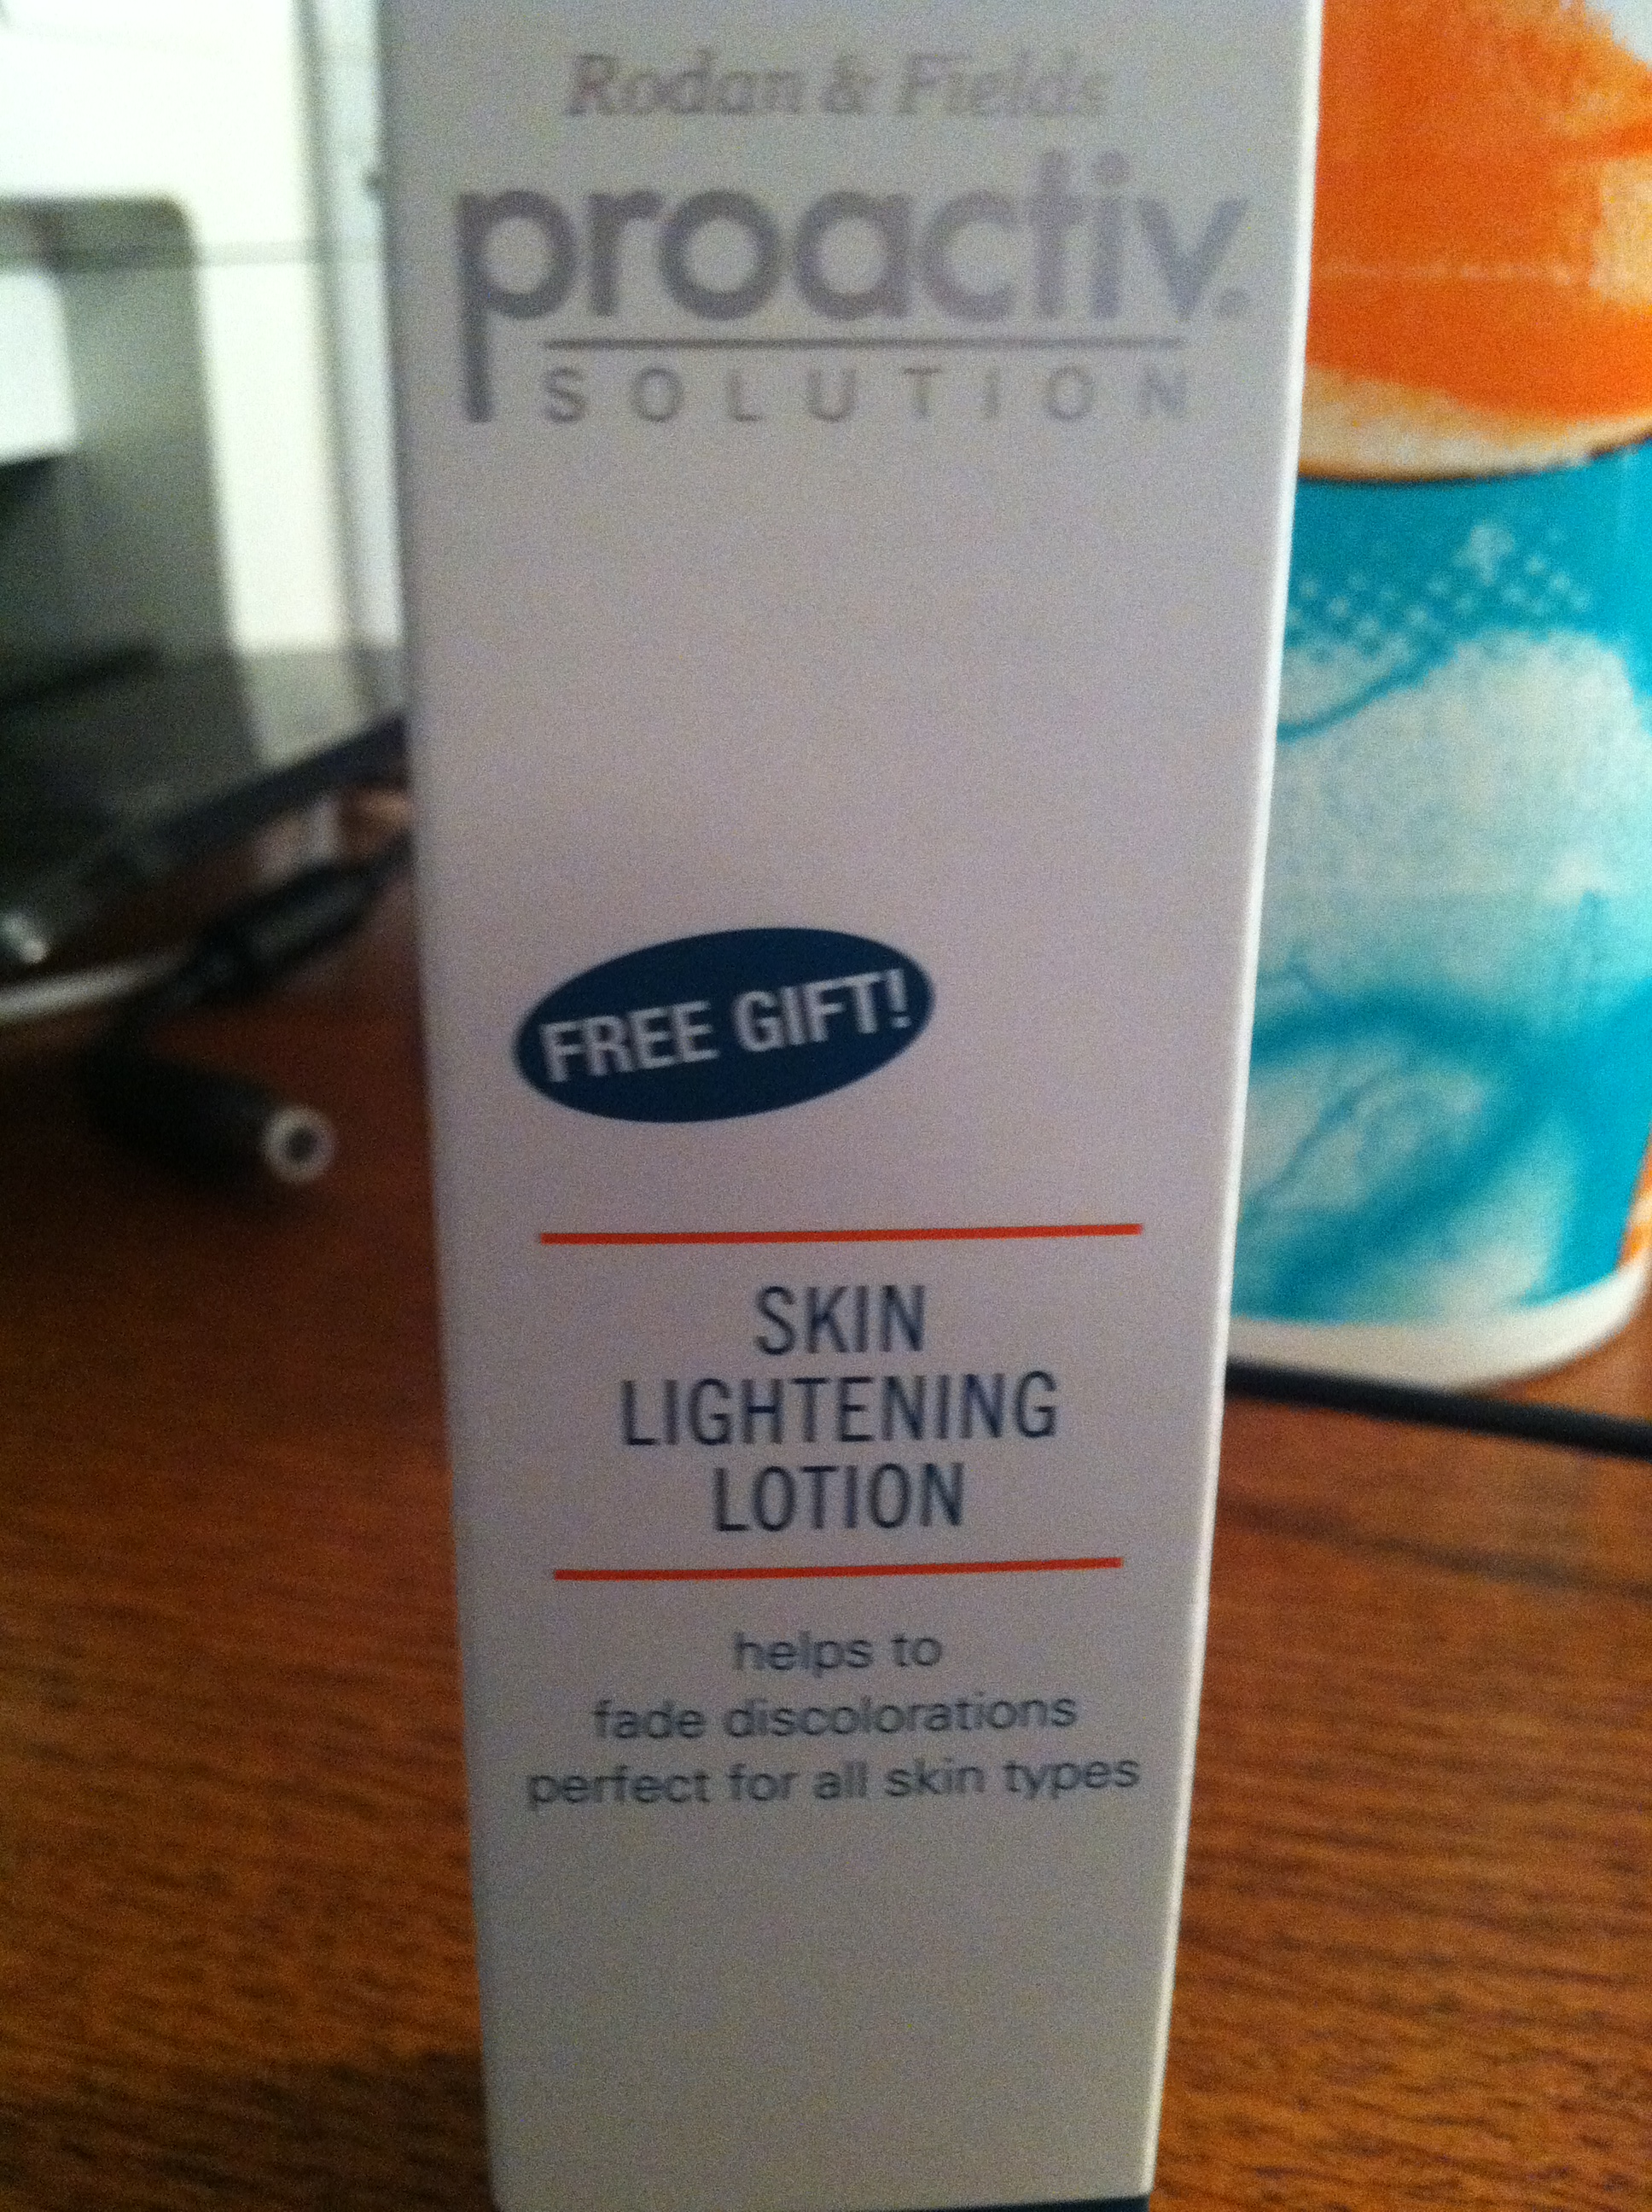 Rodan & Fields
proactiv®
SOLUTION
FREE GIFT!
SKIN
LIGHTENING
LOTION
helps to
fade discolorations
perfect for all skin types